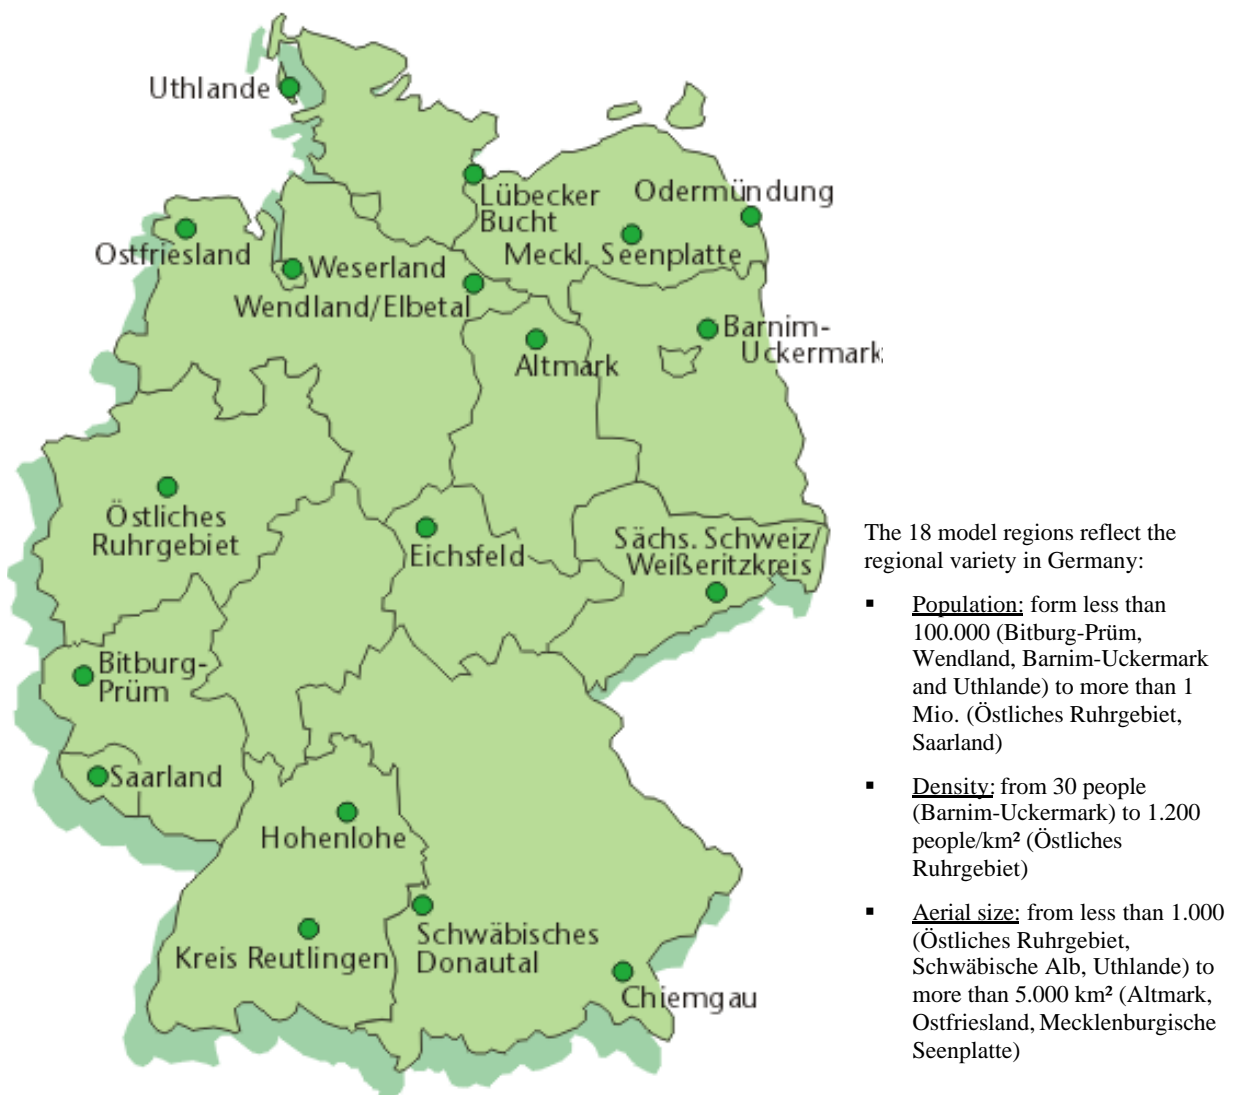 Uthlande
Lübecker
Bucht
Odermündung
Ostfriesland
Weserland
Meckl. Seenplatte
Wendland/Elbetal
Barnim-
Uckermark
Altmark
Östliches
Ruhrgebiet
Eichsfeld
Sächs. Schweiz/
Weißeritzkreis
Bitburg-
Prüm
Saarland
Hohenlohe
Kreis Reutlingen
Schwäbisches
Donautal
Chiemgau
The 18 model regions reflect the
regional variety in Germany:
▪ Population: form less than
100.000 (Bitburg-Prüm,
Wendland, Barnim-Uckermark
and Uthlande) to more than 1
Mio. (Östliches Ruhrgebiet,
Saarland)
▪ Density: from 30 people
(Barnim-Uckermark) to 1.200
people/km² (Östliches
Ruhrgebiet)
▪ Aerial size: from less than 1.000
(Östliches Ruhrgebiet,
Schwäbische Alb, Uthlande) to
more than 5.000 km² (Altmark,
Ostfriesland, Mecklenburgische
Seenplatte)